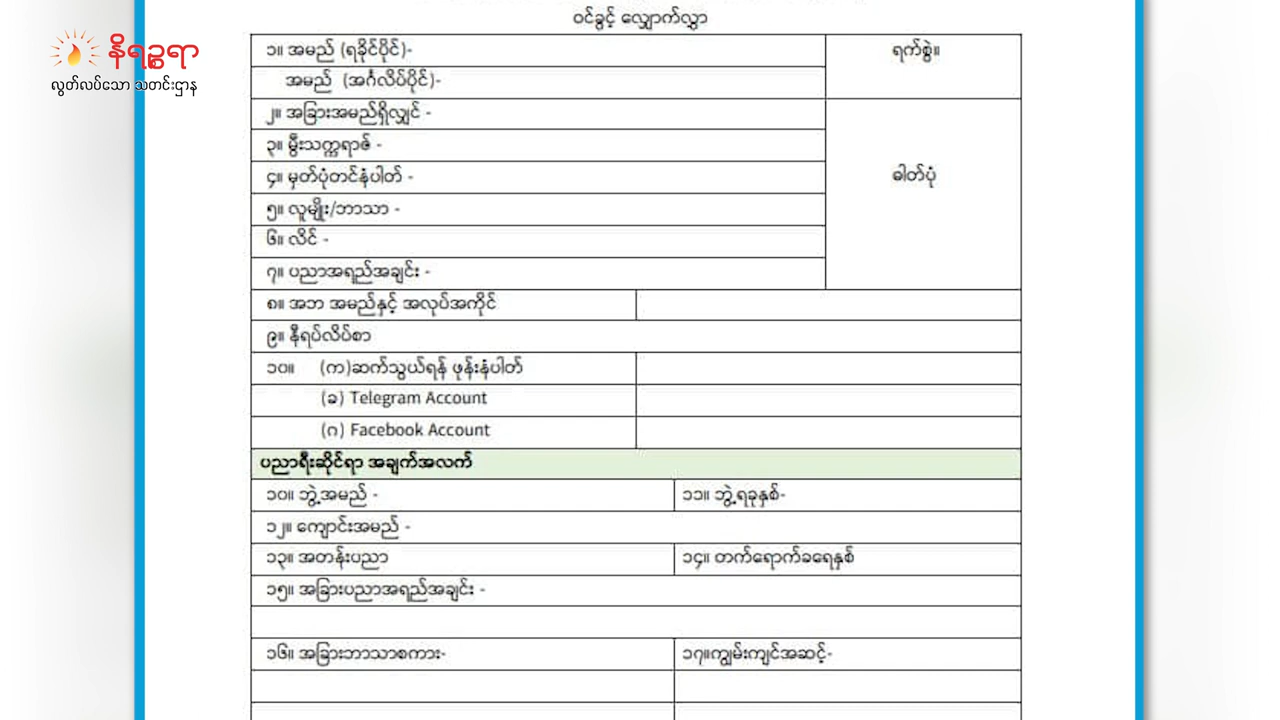 ဝင်ခွင့် လျှောက်လွှာ
နိရဉ္စရာ
လွတ်လပ်သော သတင်းဌာန
၁။ အမည် (ရခိုင်ပိုင်)-
ရက်စွဲ။
အမည် (အင်္ဂလိပ်ပိုင်)-
၂။ အခြားအမည်ရှိလျှင် -
၃။ မွီးသက္ကရာဇ် -
၄။ မှတ်ပုံတင်နံပါတ် -
ဓါတ်ပုံ
၅။ လူမျိုး/ဘာသာ -
၆။ လိင် -
၇။ ပညာအရည်အချင်း -
၈။ အဘ အမည်နှင့် အလုပ်အကိုင်
၉။ နီရပ်လိပ်စာ
၁၀။ (က)ဆက်သွယ်ရန် ဖုန်းနံပါတ်
(ခ) Telegram Account
(ဂ) Facebook Account
ပညာရီးဆိုင်ရာ အချက်အလက်
၁၀။ ဘွဲ့အမည် - ၁၁။ ဘွဲ့ရခုနှစ်-
၁၂။ ကျောင်းအမည် -
၁၃။ အတန်းပညာ ၁၄။ တက်ရောက်ခရေနှစ်
၁၅။ အခြားပညာအရည်အချင်း -
၁၆။ အခြားဘာသာစကား- ၁၇။ကျွမ်းကျင်အဆင့်-